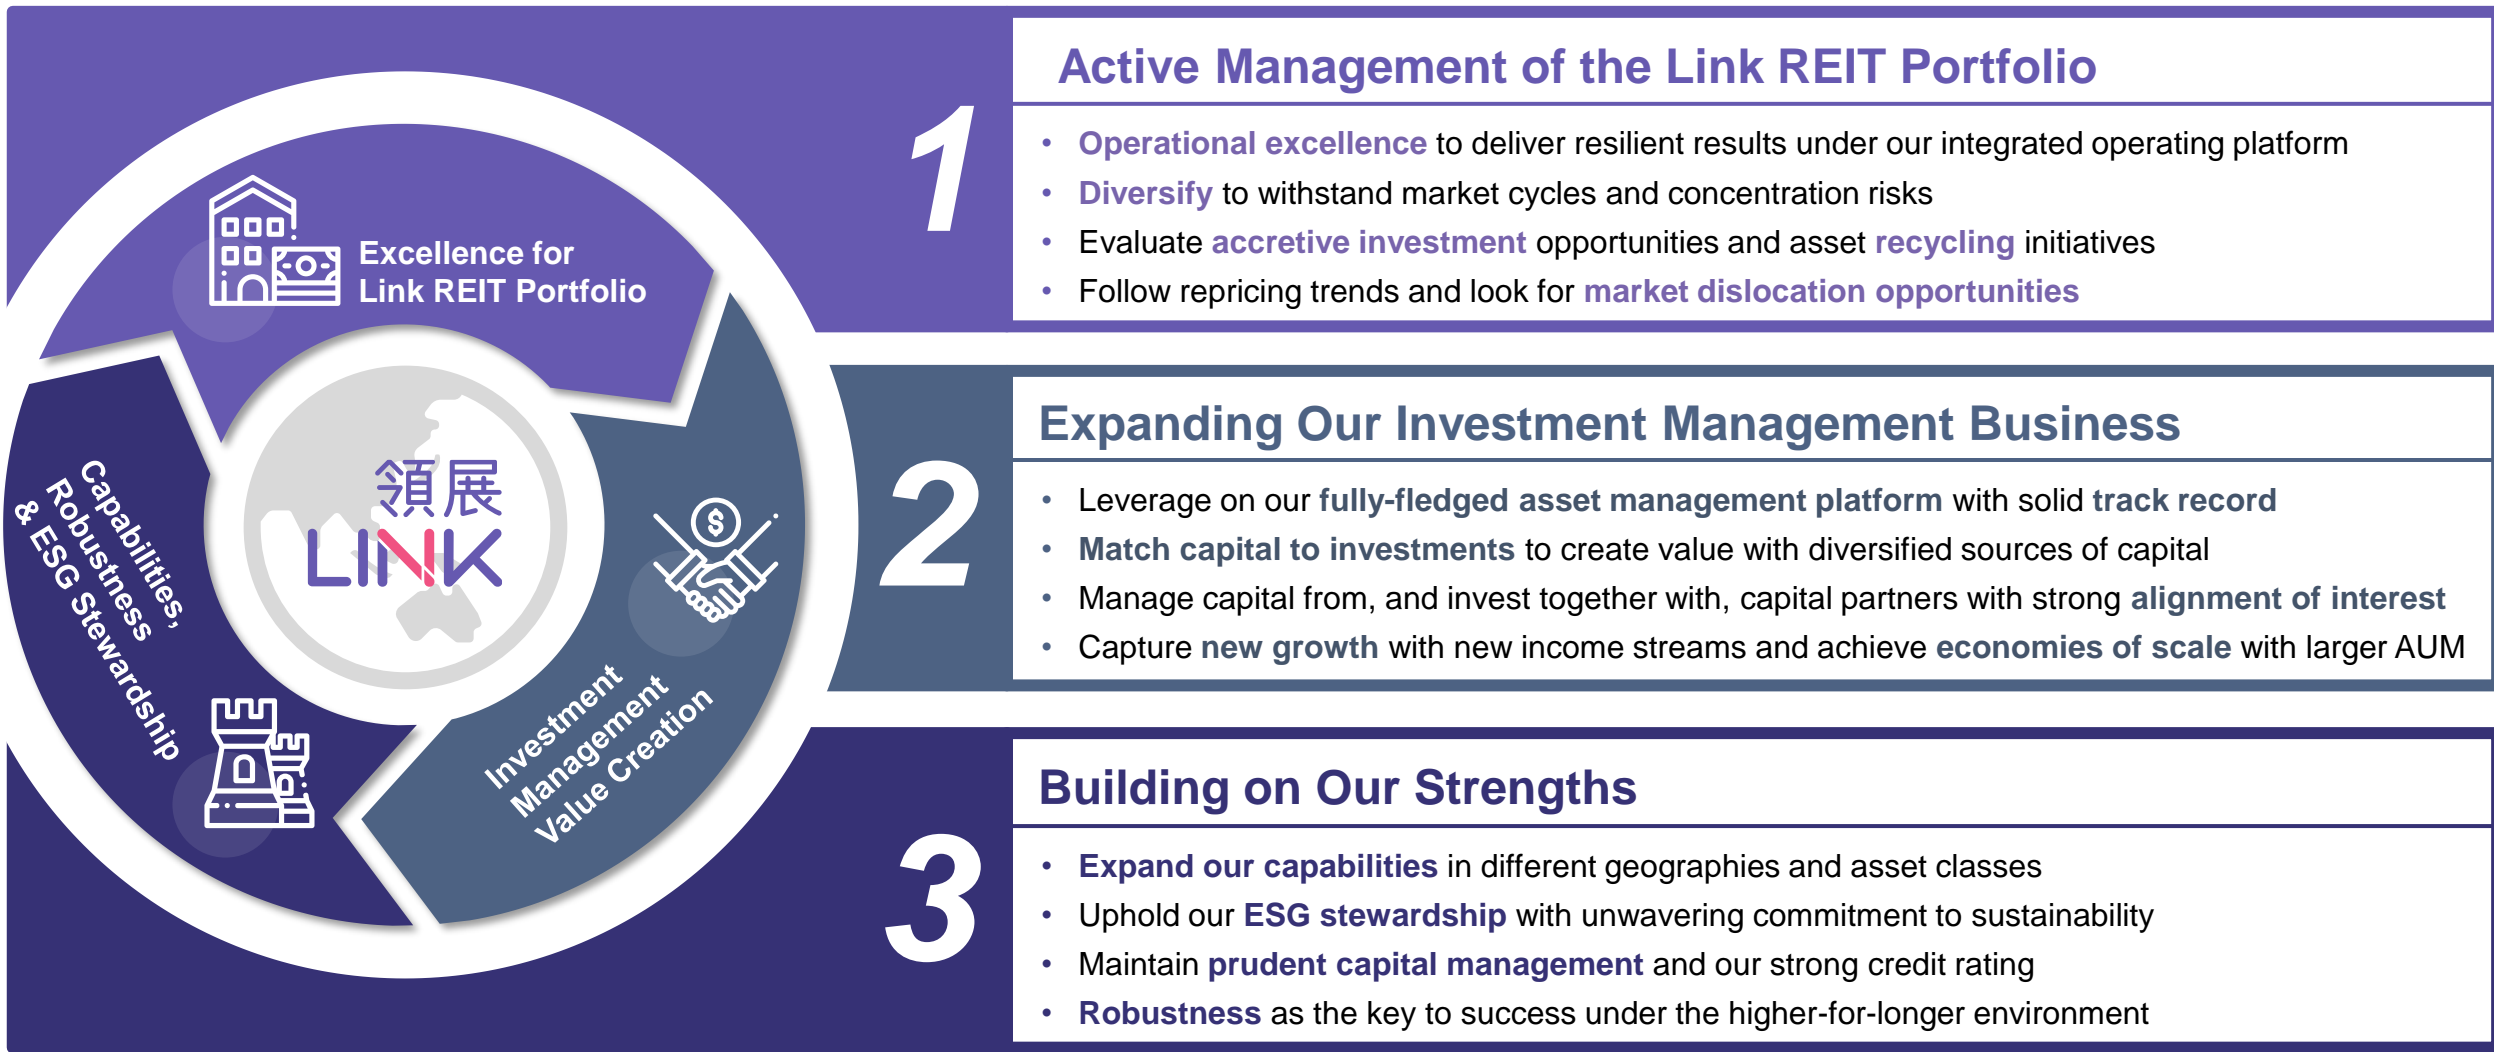 Excellence for
Link REIT Portfolio
Capabilities,
Robustness
& ESG Stewardship
領展
LINK
$
Investment
Management
Value Creation
1
Active Management of the Link REIT Portfolio
• Operational excellence to deliver resilient results under our integrated operating platform
• Diversify to withstand market cycles and concentration risks
• Evaluate accretive investment opportunities and asset recycling initiatives
• Follow repricing trends and look for market dislocation opportunities
2
Expanding Our Investment Management Business
• Leverage on our fully-fledged asset management platform with solid track record
• Match capital to investments to create value with diversified sources of capital
• Manage capital from, and invest together with, capital partners with strong alignment of interest
• Capture new growth with new income streams and achieve economies of scale with larger AUM
3
Building on Our Strengths
• Expand our capabilities in different geographies and asset classes
• Uphold our ESG stewardship with unwavering commitment to sustainability
• Maintain prudent capital management and our strong credit rating
• Robustness as the key to success under the higher-for-longer environment